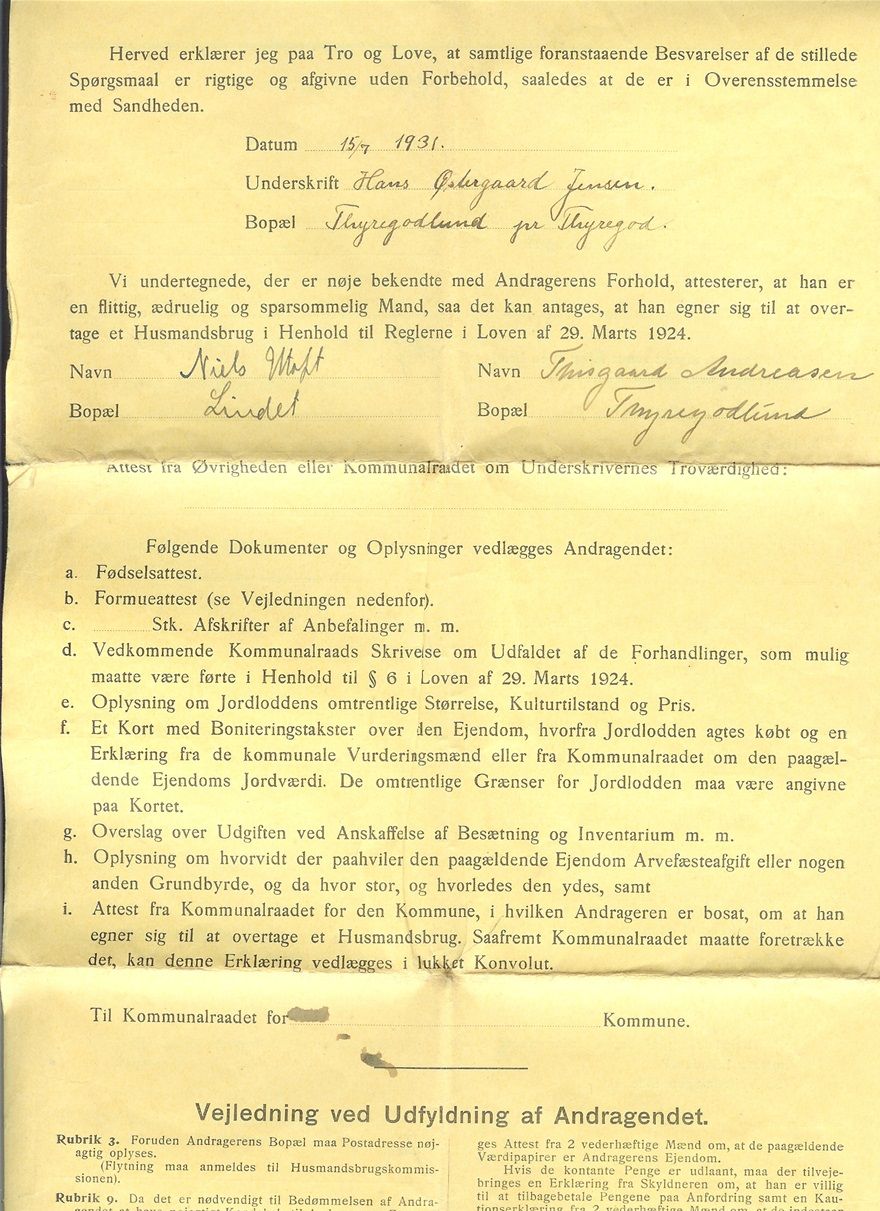 Herved erklærer jeg paa Tro og Love, at samtlige foranstaaende Besvarelser af de stillede
Spørgsmaal er rigtige og afgivne uden Forbehold, saaledes at de er i Overensstemmelse
med Sandheden.
Datum 15/7 1931.
Underskrift Hans Østergaard Jensen.
Bopæl Thyregodlund pr Thyregod.
Vi undertegnede, der er nøje bekendte med Andragerens Forhold, attesterer, at han er
en flittig, ædruelig og sparsommelig Mand, saa det kan antages, at han egner sig til at over-
tage et Husmandsbrug i Henhold til Reglerne i Loven af 29. Marts 1924.
Navn Niels Navn Thisgaard Andreasen
Bopæl Lindet Bopæl Thyregodlund
Attest fra Øvrigheden eller Kommunalraadet om Underskrivernes Troværdighed:
Følgende Dokumenter og Oplysninger vedlægges Andragendet:
a. Fødselsattest.
b. Formueattest (se Vejledningen nedenfor).
c. Stk. Afskrifter af Anbefalinger m. m.
d. Vedkommende Kommunalraads Skrivelse om Udfaldet af de Forhandlinger, som mulig
maatte være førte i Henhold til § 6 i Loven af 29. Marts 1924.
e. Oplysning om Jordloddens omtrentlige Størrelse, Kulturtilstand og Pris.
f. Et Kort med Boniteringstakster over den Ejendom, hvorfra Jordlodden agtes købt og en
Erklæring fra de kommunale Vurderingsmænd eller fra Kommunalraadet om den paagæl-
dende Ejendoms Jordværdi. De omtrentlige Grænser for Jordlodden maa være angivne
paa Kortet.
g. Overslag over Udgiften ved Anskaffelse af Besætning og Inventarium m. m.
h. Oplysning om hvorvidt der paahviler den paagældende Ejendom Arvefæsteafgift eller nogen
anden Grundbyrde, og da hvor stor, og hvorledes den ydes, samt
i. Attest fra Kommunalraadet for den Kommune, i hvilken Andrageren er bosat, om at han
egner sig til at overtage et Husmandsbrug. Saafremt Kommunalraadet maatte foretrække
det, kan denne Erklæring vedlægges i lukket Konvolut.
Til Kommunalraadet for Kommune.
Vejledning ved Udfyldning af Andragendet.
Rubrik 3. Foruden Andragerens Bopæl maa Postadresse nøj-
agtig oplyses.
(Flytning maa anmeldes til Husmandsbrugskommis-
sionen).
Rubrik 9. Da det er nødvendigt til Bedømmelsen af Andra-
ges Attest fra 2 vederhæftige Mænd om, at de paagældende
Værdipapirer er Andragerens Ejendom.
Hvis de kontante Penge er udlaant, maa der tilveje-
bringes en Erklæring fra Skyldneren om, at han er villig
til at tilbagebetale Pengene paa Anfordring samt en Kau-
tionserklæring fra 2 vederhæftige Mænd